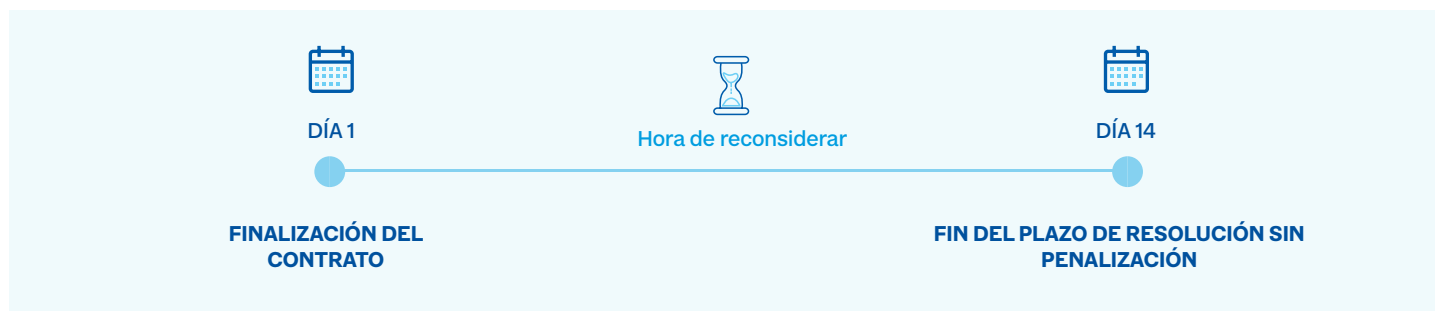 DÍA 1
Hora de reconsiderar
DÍA 14
FINALIZACIÓN DEL
CONTRATO
FIN DEL PLAZO DE RESOLUCIÓN SIN
PENALIZACIÓN